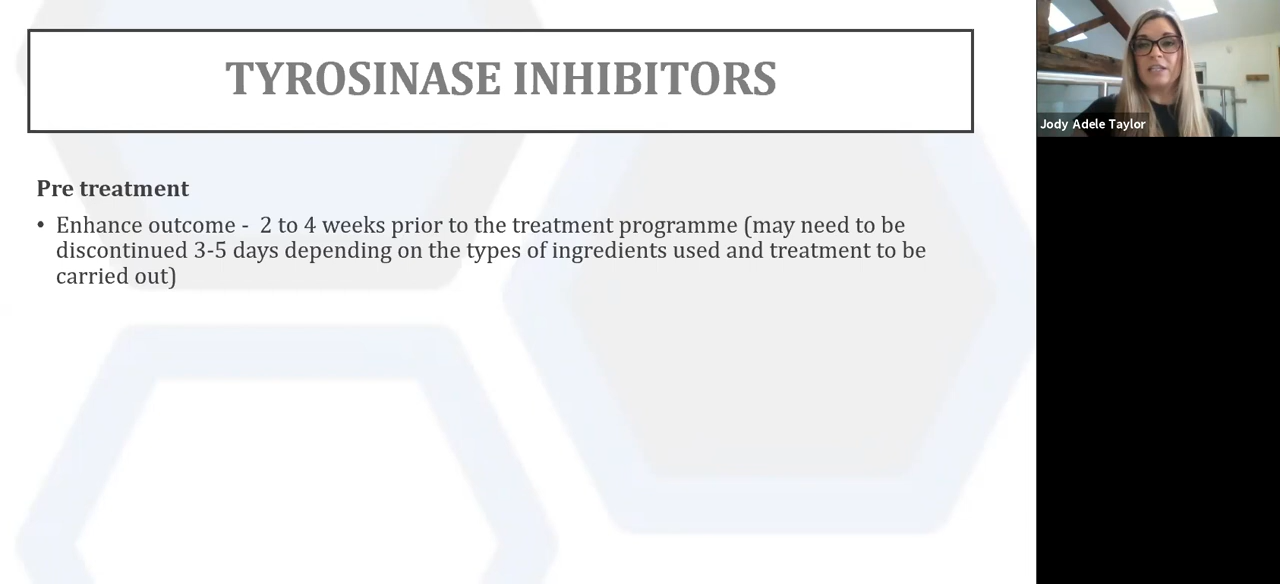 TYROSINASE INHIBITORS
Pre treatment
• Enhance outcome -  2 to 4 weeks prior to the treatment programme (may need to be
discontinued 3-5 days depending on the types of ingredients used and treatment to be
carried out)
Jody Adele Taylor